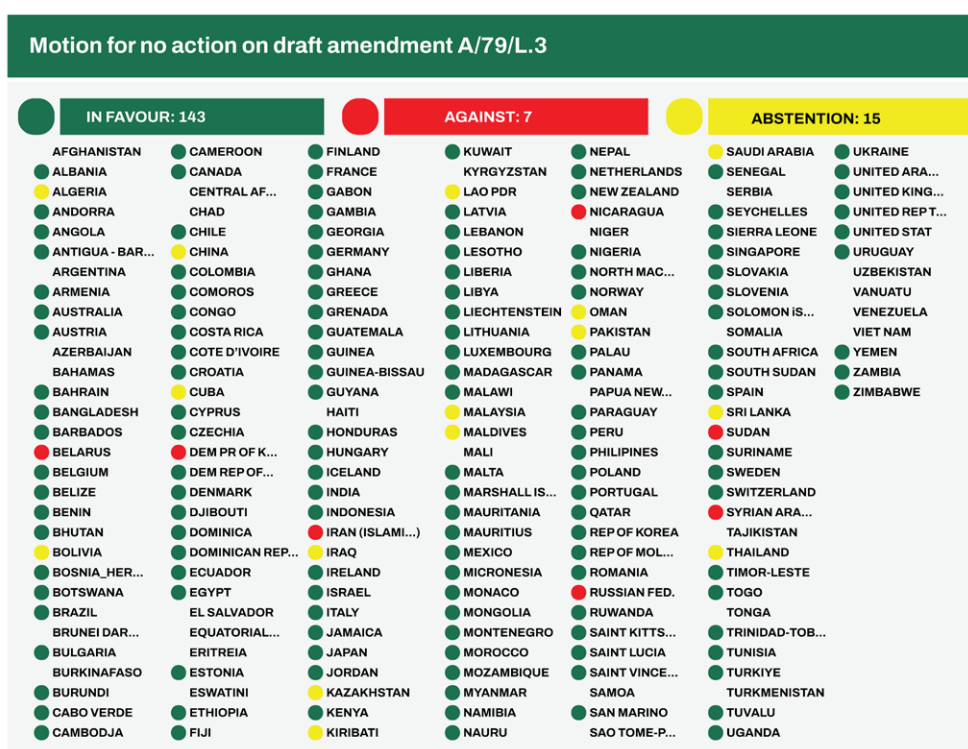 Motion for no action on draft amendment A/79/L.3
IN FAVOUR: 143
AGAINST: 7
ABSTENTION: 15
AFGHANISTAN
ALBANIA
ALGERIA
ANDORRA
ANGOLA
ANTIGUA - BAR...
ARGENTINA
ARMENIA
AUSTRALIA
AUSTRIA
AZERBAIJAN
BAHAMAS
BAHRAIN
BANGLADESH
BARBADOS
BELARUS
BELGIUM
BELIZE
BENIN
BHUTAN
BOLIVIA
BOSNIA_HER...
BOTSWANA
BRAZIL
BRUNEI DAR...
BULGARIA
BURKINAFASO
BURUNDI
CABO VERDE
CAMBODJA
CAMEROON
CANADA
CENTRAL AF...
CHAD
CHILE
CHINA
COLOMBIA
COMOROS
CONGO
COSTA RICA
COTE D'IVOIRE
CROATIA
CUBA
CYPRUS
CZECHIA
DEM PR OF K...
DEM REP OF...
DENMARK
DJIBOUTI
DOMINICA
DOMINICAN REP...
ECUADOR
EGYPT
EL SALVADOR
EQUATORIAL...
ERITREIA
ESTONIA
ESWATINI
ETHIOPIA
FIJI
FINLAND
FRANCE
GABON
GAMBIA
GEORGIA
GERMANY
GHANA
GREECE
GRENADA
GUATEMALA
GUINEA
GUINEA-BISSAU
GUYANA
HAITI
HONDURAS
HUNGARY
ICELAND
INDIA
INDONESIA
IRAN (ISLAMI...)
IRAQ
IRELAND
ISRAEL
ITALY
JAMAICA
JAPAN
JORDAN
KAZAKHSTAN
KENYA
KIRIBATI
KUWAIT
KYRGYZSTAN
LAO PDR
LATVIA
LEBANON
LESOTHO
LIBERIA
LIBYA
LIECHTENSTEIN
LITHUANIA
LUXEMBOURG
MADAGASCAR
MALAWI
MALAYSIA
MALDIVES
MALI
MALTA
MARSHALL IS...
MAURITANIA
MAURITIUS
MEXICO
MICRONESIA
MONACO
MONGOLIA
MONTENEGRO
MOROCCO
MOZAMBIQUE
MYANMAR
NAMIBIA
NAURU
NEPAL
NETHERLANDS
NEW ZEALAND
NICARAGUA
NIGER
NIGERIA
NORTH MAC...
NORWAY
OMAN
PAKISTAN
PALAU
PANAMA
PAPUA NEW...
PARAGUAY
PERU
PHILIPINES
POLAND
PORTUGAL
QATAR
REP OF KOREA
REP OF MOL...
ROMANIA
RUSSIAN FED.
RUWANDA
SAINT KITTS...
SAINT LUCIA
SAINT VINCE...
SAMOA
SAN MARINO
SAO TOME-P...
SAUDI ARABIA
SENEGAL
SERBIA
SEYCHELLES
SIERRA LEONE
SINGAPORE
SLOVAKIA
SLOVENIA
SOLOMON iS...
SOMALIA
SOUTH AFRICA
SOUTH SUDAN
SPAIN
SRI LANKA
SUDAN
SURINAME
SWEDEN
SWITZERLAND
SYRIAN ARA...
TAJIKISTAN
THAILAND
TIMOR-LESTE
TOGO
TONGA
TRINIDAD-TOB...
TUNISIA
TURKIYE
TURKMENISTAN
TUVALU
UGANDA
UKRAINE
UNITED ARA...
UNITED KING...
UNITED REP T...
UNITED STAT
URUGUAY
UZBEKISTAN
VANUATU
VENEZUELA
VIET NAM
YEMEN
ZAMBIA
ZIMBABWE